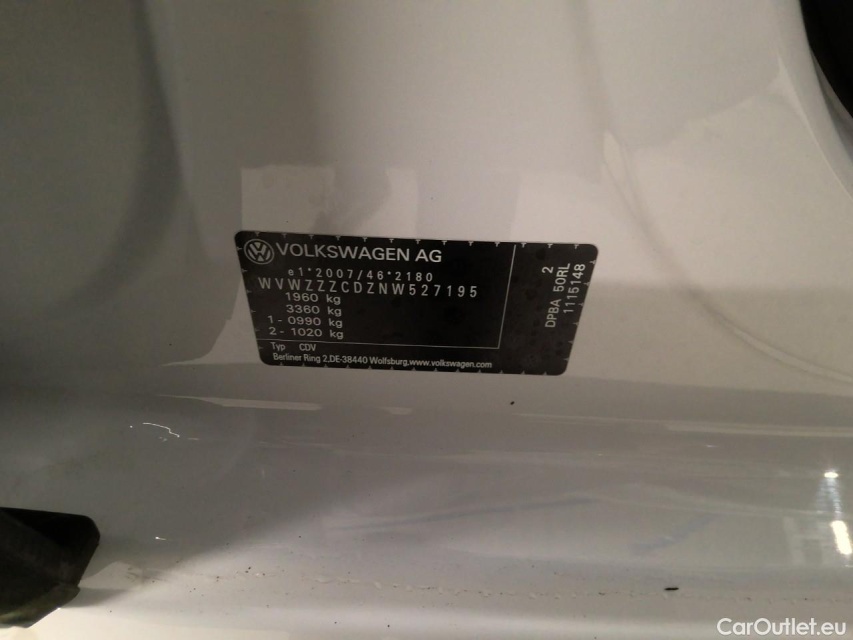 VOLKSWAGEN AG
e1*2007/46*2180
WVWZZZCDZNW527195
1960 kg
3360 kg
1 - 0990 kg
2 - 1020 kg
Typ CDV
Berliner Ring 2,DE-38440 Wolfsburg,www.volkswagen.com
2
DPBA 50RL
1115148
CarOutlet.eu